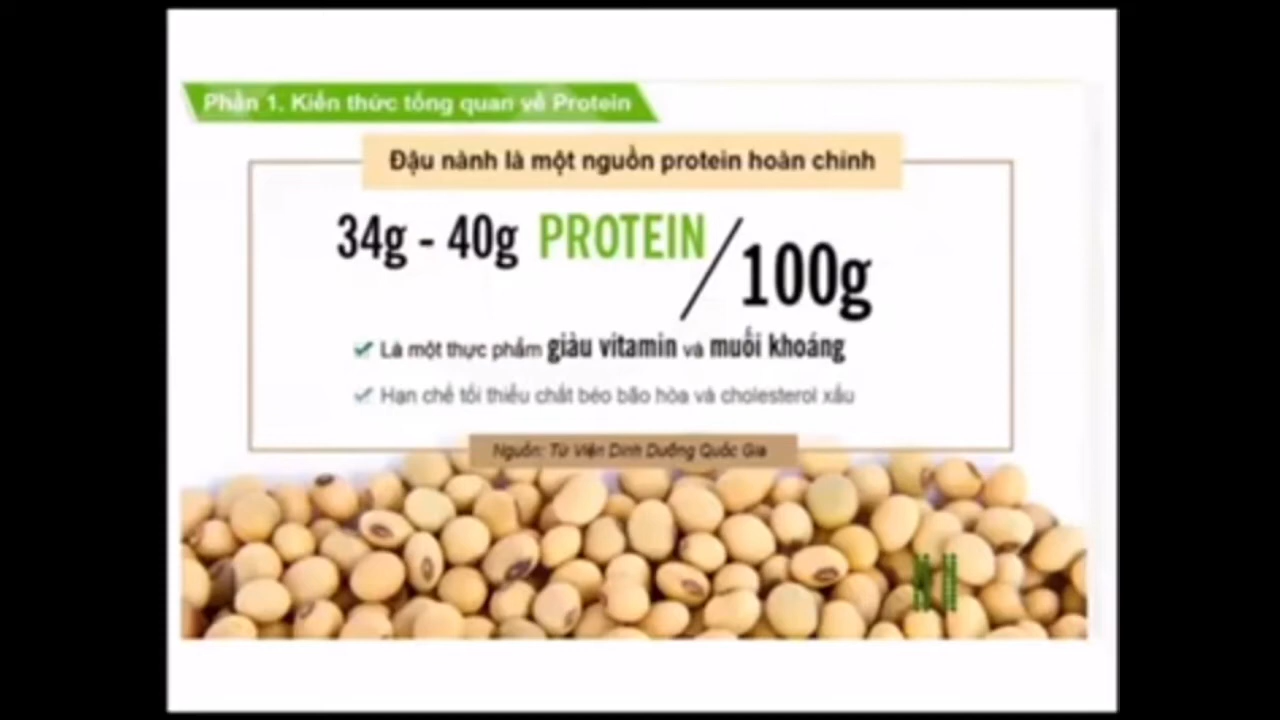 Phần 1. Kiến thức tổng quan về Protein
Đậu nành là một nguồn protein hoàn chỉnh
34g - 40g PROTEIN/100g
Là một thực phẩm giàu vitamin và muối khoáng
Hạn chế tối thiểu chất béo bão hòa và cholesterol xấu
Nguồn: Từ Viện Dinh Dưỡng Quốc Gia